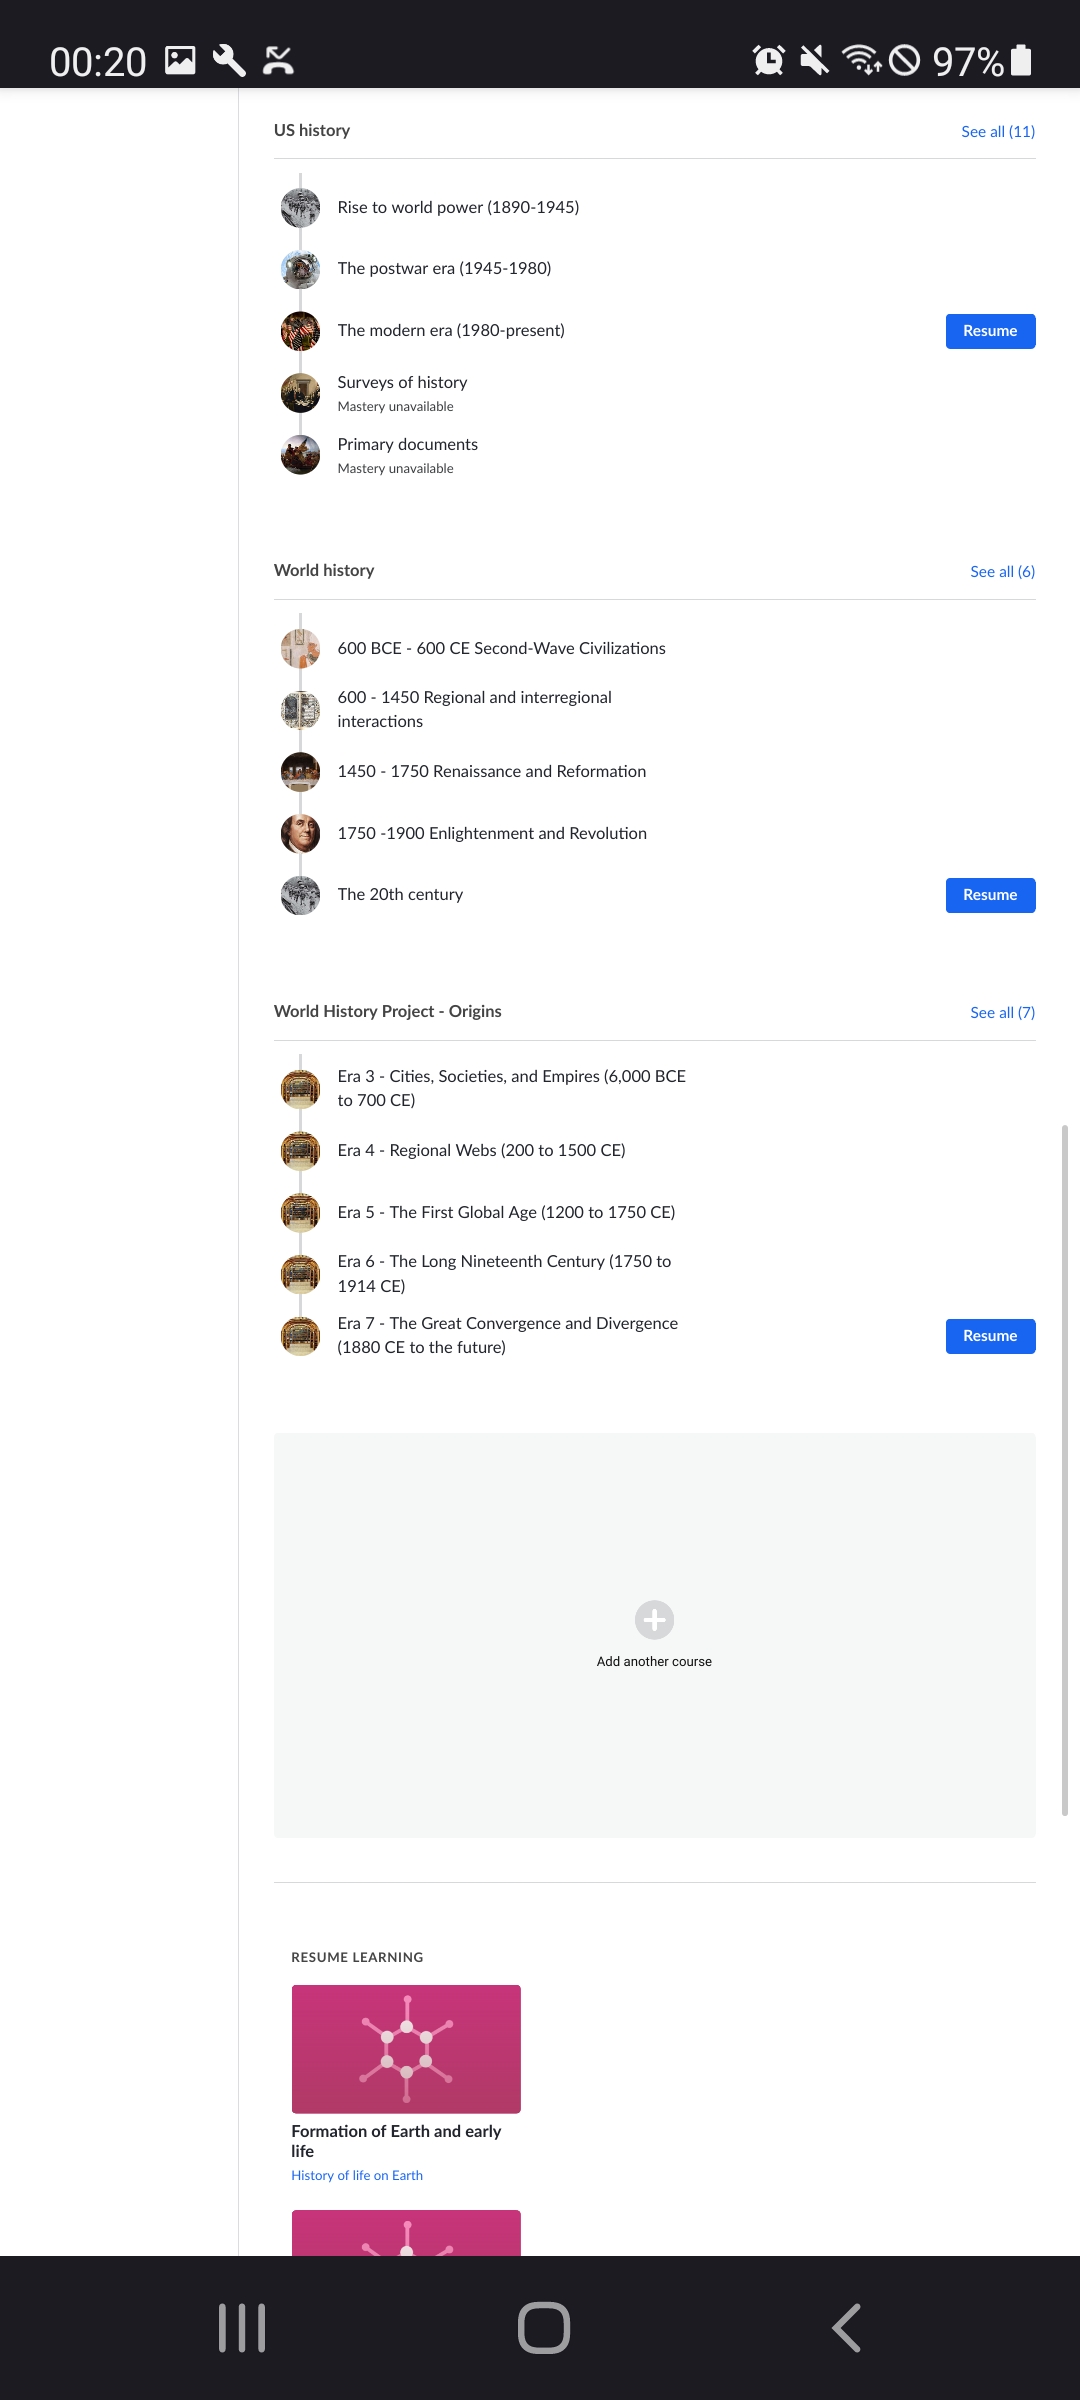 00:20
97%
US history
See all (11)
Rise to world power (1890-1945)
The postwar era (1945-1980)
The modern era (1980-present)
Resume
Surveys of history
Mastery unavailable
Primary documents
Mastery unavailable
World history
See all (6)
600 BCE - 600 CE Second-Wave Civilizations
600 - 1450 Regional and interregional
interactions
1450 - 1750 Renaissance and Reformation
1750 -1900 Enlightenment and Revolution
The 20th century
Resume
World History Project - Origins
See all (7)
Era 3 - Cities, Societies, and Empires (6,000 BCE
to 700 CE)
Era 4 - Regional Webs (200 to 1500 CE)
Era 5 - The First Global Age (1200 to 1750 CE)
Era 6 - The Long Nineteenth Century (1750 to
1914 CE)
Era 7 - The Great Convergence and Divergence
(1880 CE to the future)
Resume
Add another course
RESUME LEARNING
Formation of Earth and early
life
History of life on Earth